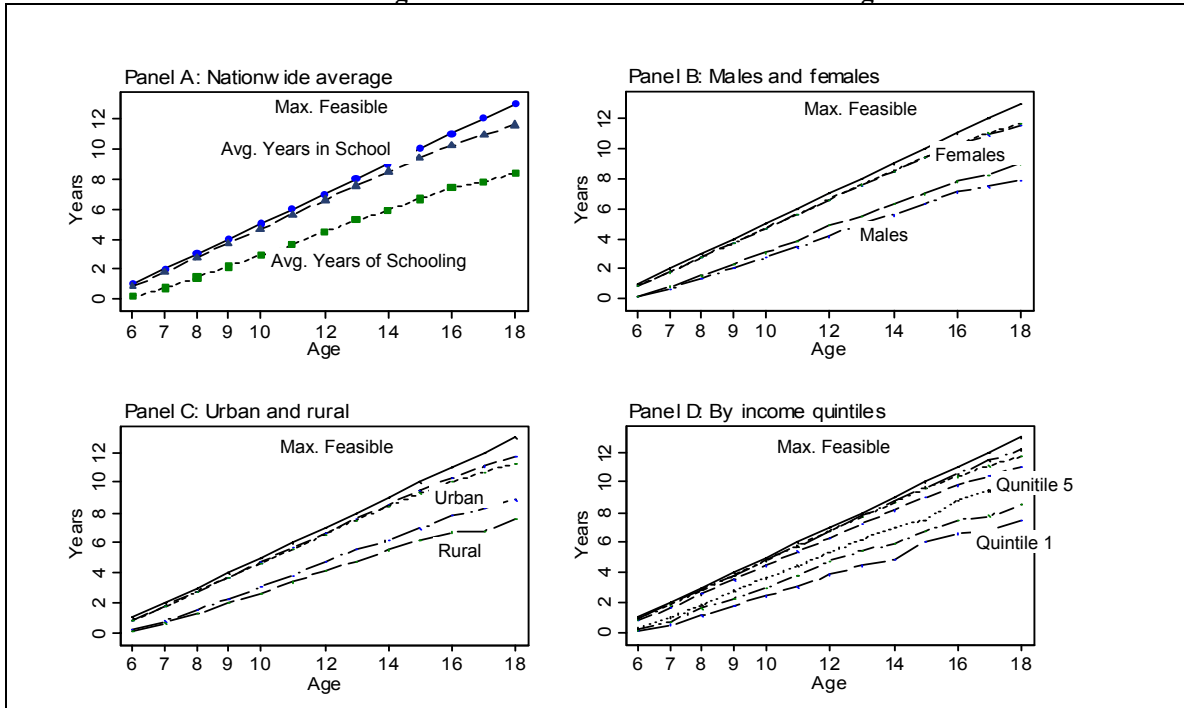 Panel A: Nationwide average
Max. Feasible
Avg. Years in School
Avg. Years of Schooling
Years
0 2 4 6 8 10 12
6 7 8 9 10 12 14 16 18
Age
Panel B: Males and females
Max. Feasible
Females
Males
Years
0 2 4 6 8 10 12
6 7 8 9 10 12 14 16 18
Age
Panel C: Urban and rural
Max. Feasible
Urban
Rural
Years
0 2 4 6 8 10 12
6 7 8 9 10 12 14 16 18
Age
Panel D: By income quintiles
Max. Feasible
Qunitile 5
Quintile 1
Years
0 2 4 6 8 10 12
6 7 8 9 10 12 14 16 18
Age